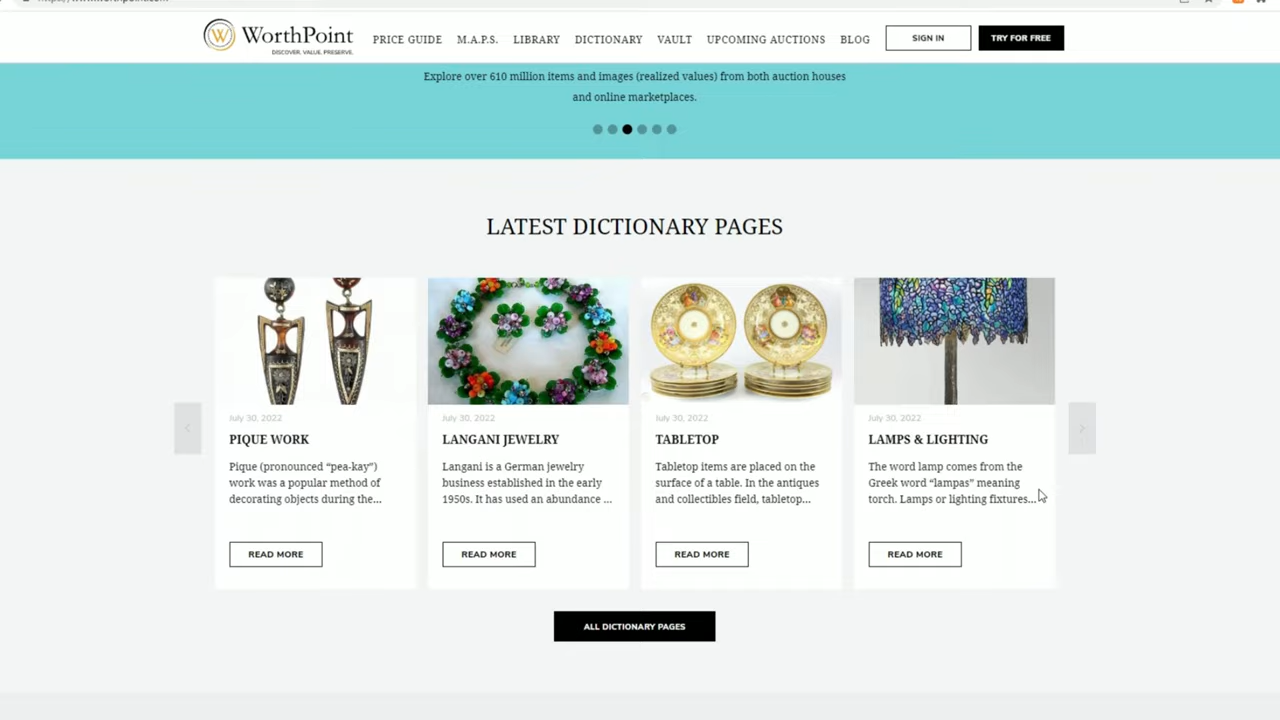 WorthPoint
DISCOVER. VALUE. PRESERVE.
PRICE GUIDE M.A.P.S. LIBRARY DICTIONARY VAULT UPCOMING AUCTIONS BLOG SIGN IN TRY FOR FREE
Explore over 610 million items and images (realized values) from both auction houses
and online marketplaces.
LATEST DICTIONARY PAGES
July 30, 2022
PIQUE WORK
Pique (pronounced “pea-kay”)
work was a popular method of
decorating objects during the...
READ MORE
July 30, 2022
LANGANI JEWELRY
Langani is a German jewelry
business established in the early
1950s. It has used an abundance ...
READ MORE
July 30, 2022
TABLETOP
Tabletop items are placed on the
surface of a table. In the antiques
and collectibles field, tabletop...
READ MORE
July 30, 2022
LAMPS & LIGHTING
The word lamp comes from the
Greek word “lampas” meaning
torch. Lamps or lighting fixtures...
READ MORE
ALL DICTIONARY PAGES